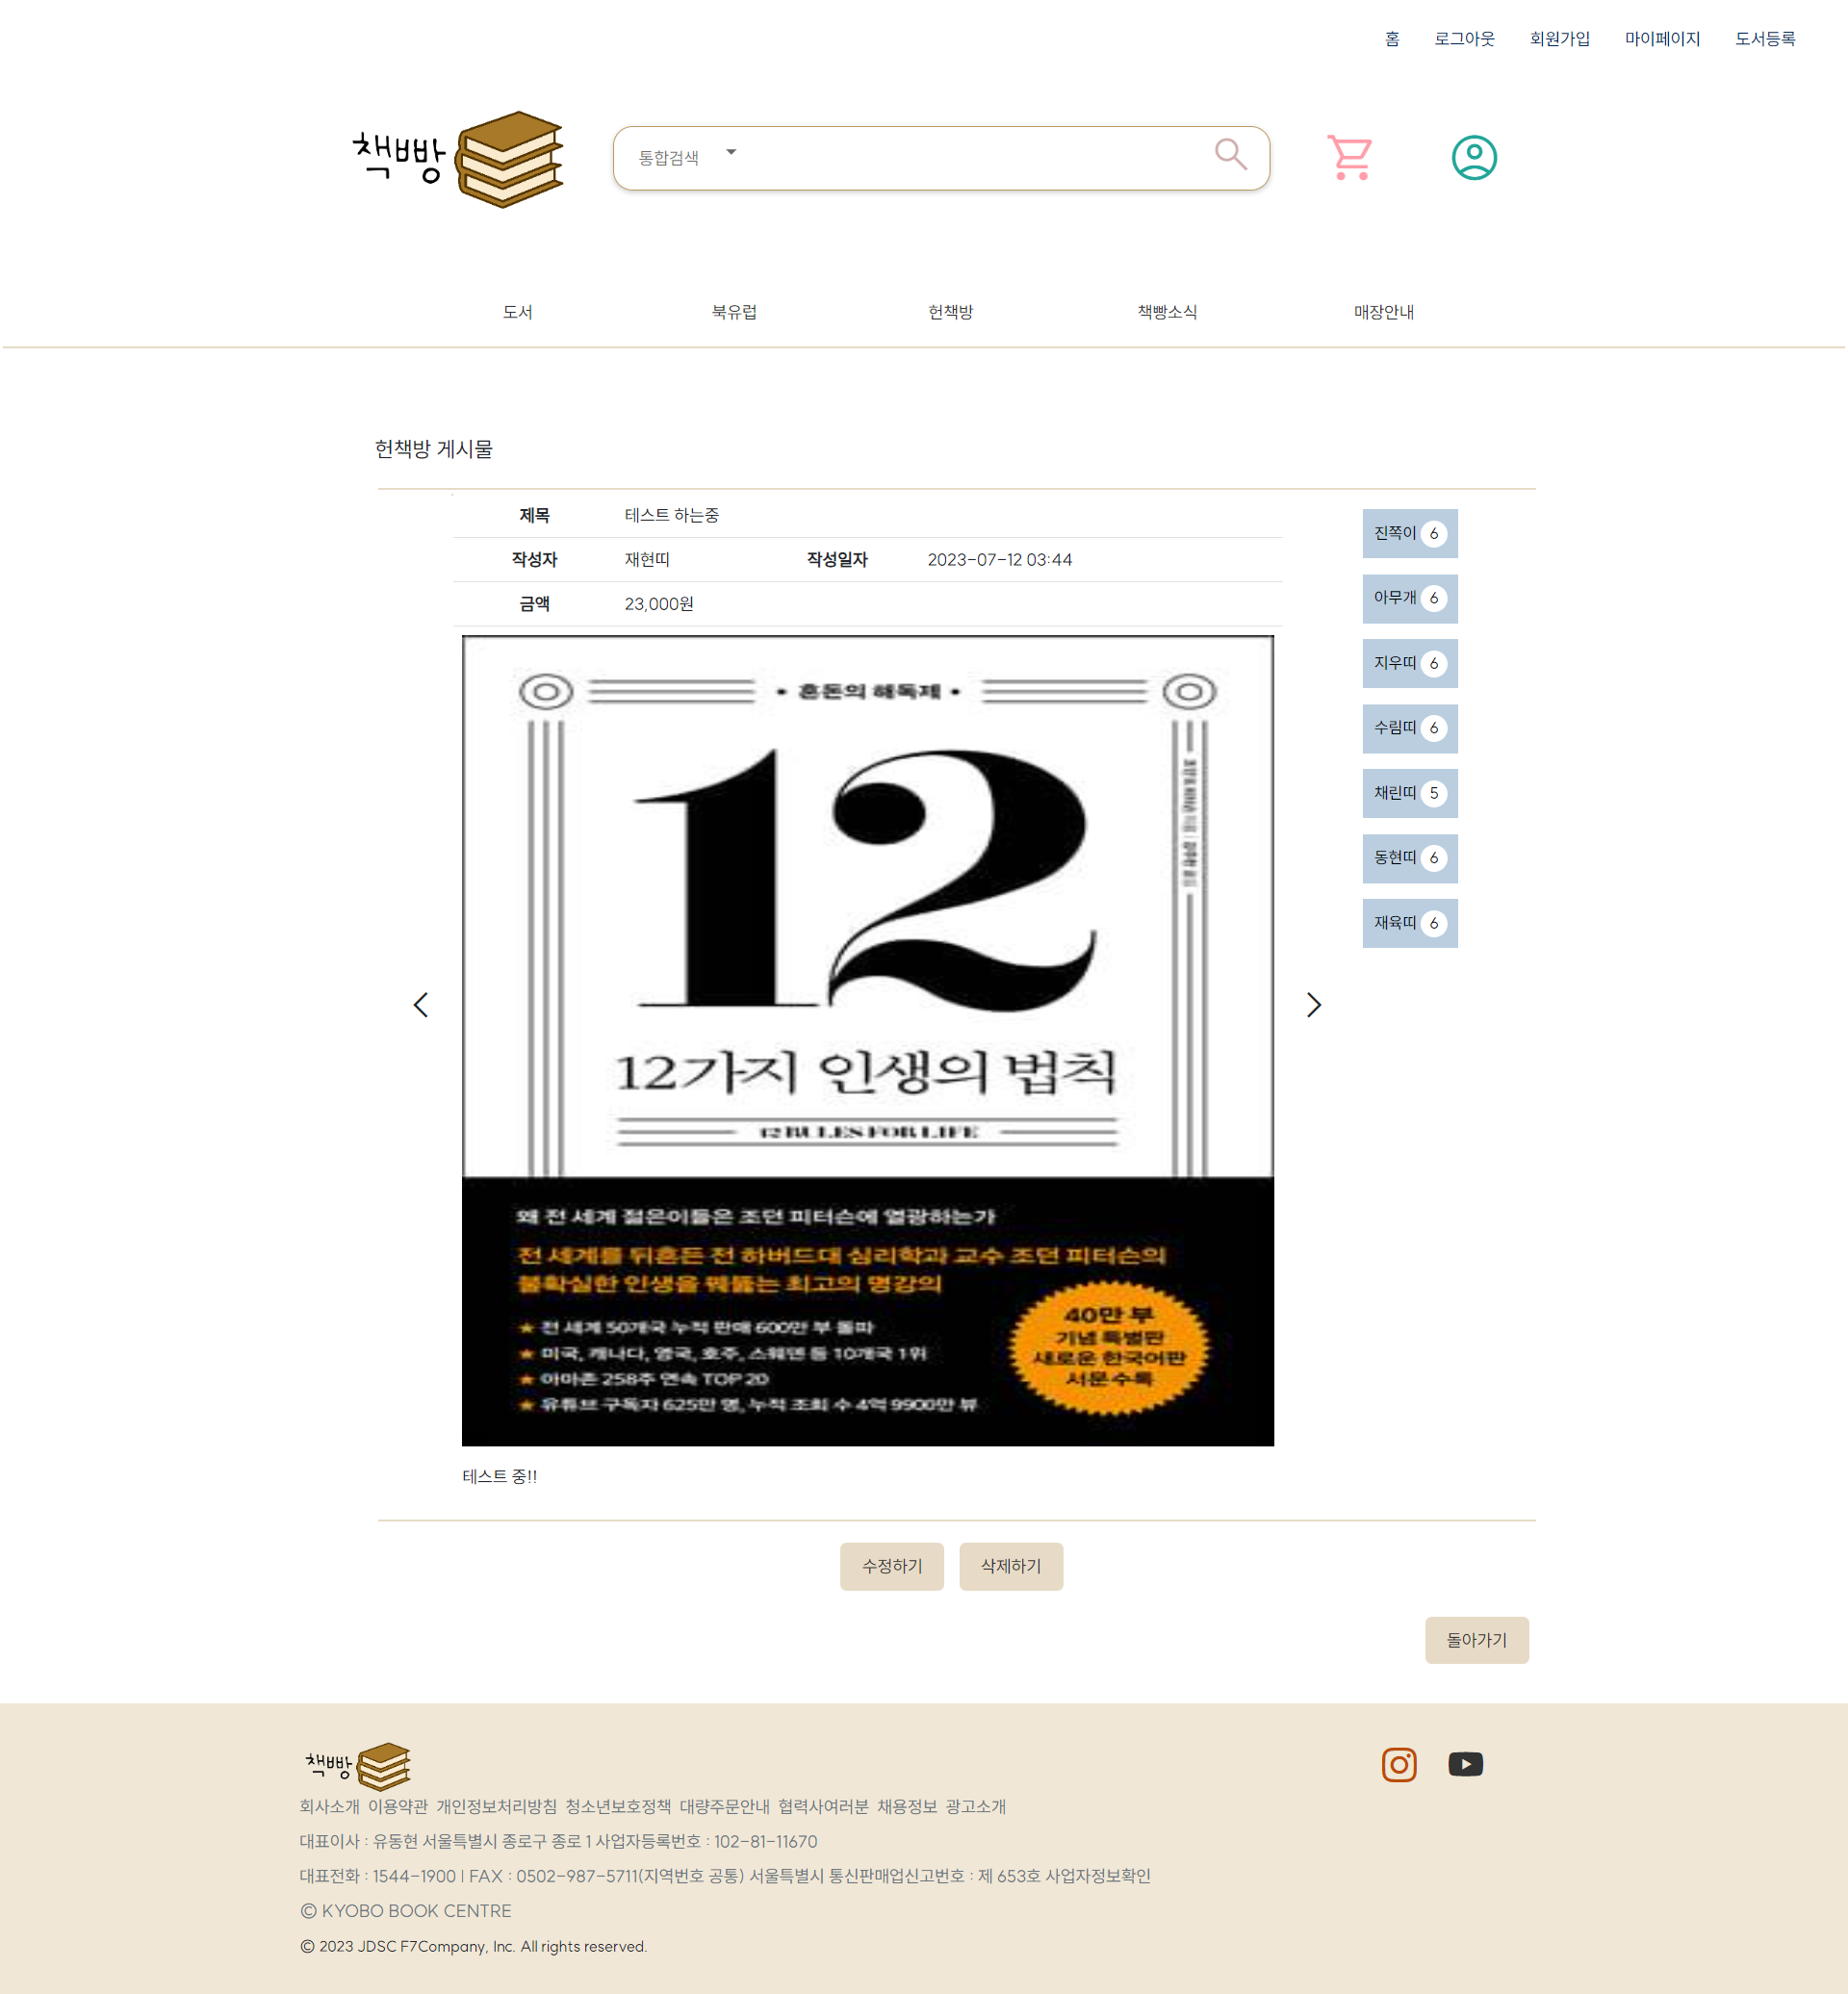 홈 로그아웃 회원가입 마이페이지 도서등록
책빵
통합검색
도서 북유럽 헌책방 책빵소식 매장안내
헌책방 게시물
제목 테스트 하는중
작성자 재현띠 작성일자 2023-07-12 03:44
금액 23,000원
진쪽이 6
아무개 6
지우띠 6
수림띠 6
채린띠 5
동현띠 6
재육띠 6
• 혼돈의 해독제 •
12
12가지 인생의 법칙
12 RULES FOR LIFE
왜 전 세계 젊은이들은 조던 피터슨에 열광하는가
전 세계를 뒤흔든 전 하버드대 심리학과 교수 조던 피터슨의
불확실한 인생을 꿰뚫는 최고의 명강의
★ 전 세계 50개국 누적 판매 600만 부 돌파
★ 미국, 캐나다, 영국, 호주, 스웨덴 등 10개국 1위
★ 아마존 258주 연속 TOP 20
★ 유튜브 구독자 625만 명, 누적 조회 수 4억 9900만 뷰
40만 부
기념 특별판
새로운 한국어판
서문 수록
테스트 중!!
수정하기 삭제하기
돌아가기
책빵
회사소개 이용약관 개인정보처리방침 청소년보호정책 대량주문안내 협력사여러분 채용정보 광고소개
대표이사 : 유동현 서울특별시 종로구 종로 1 사업자등록번호 : 102-81-11670
대표전화 : 1544-1900 | FAX : 0502-987-5711(지역번호 공통) 서울특별시 통신판매업신고번호 : 제 653호 사업자정보확인
© KYOBO BOOK CENTRE
© 2023 JDSC F7Company, Inc. All rights reserved.